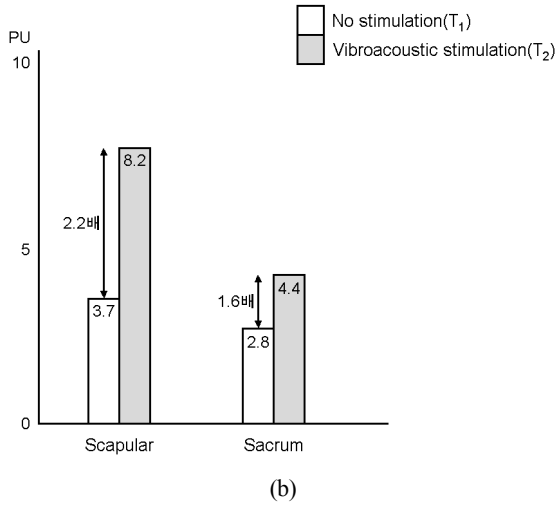 No stimulation(T1)
Vibroacoustic stimulation(T2)
PU
10
5
0
2.2배
8.2
3.7
1.6배
4.4
2.8
Scapular
Sacrum
(b)